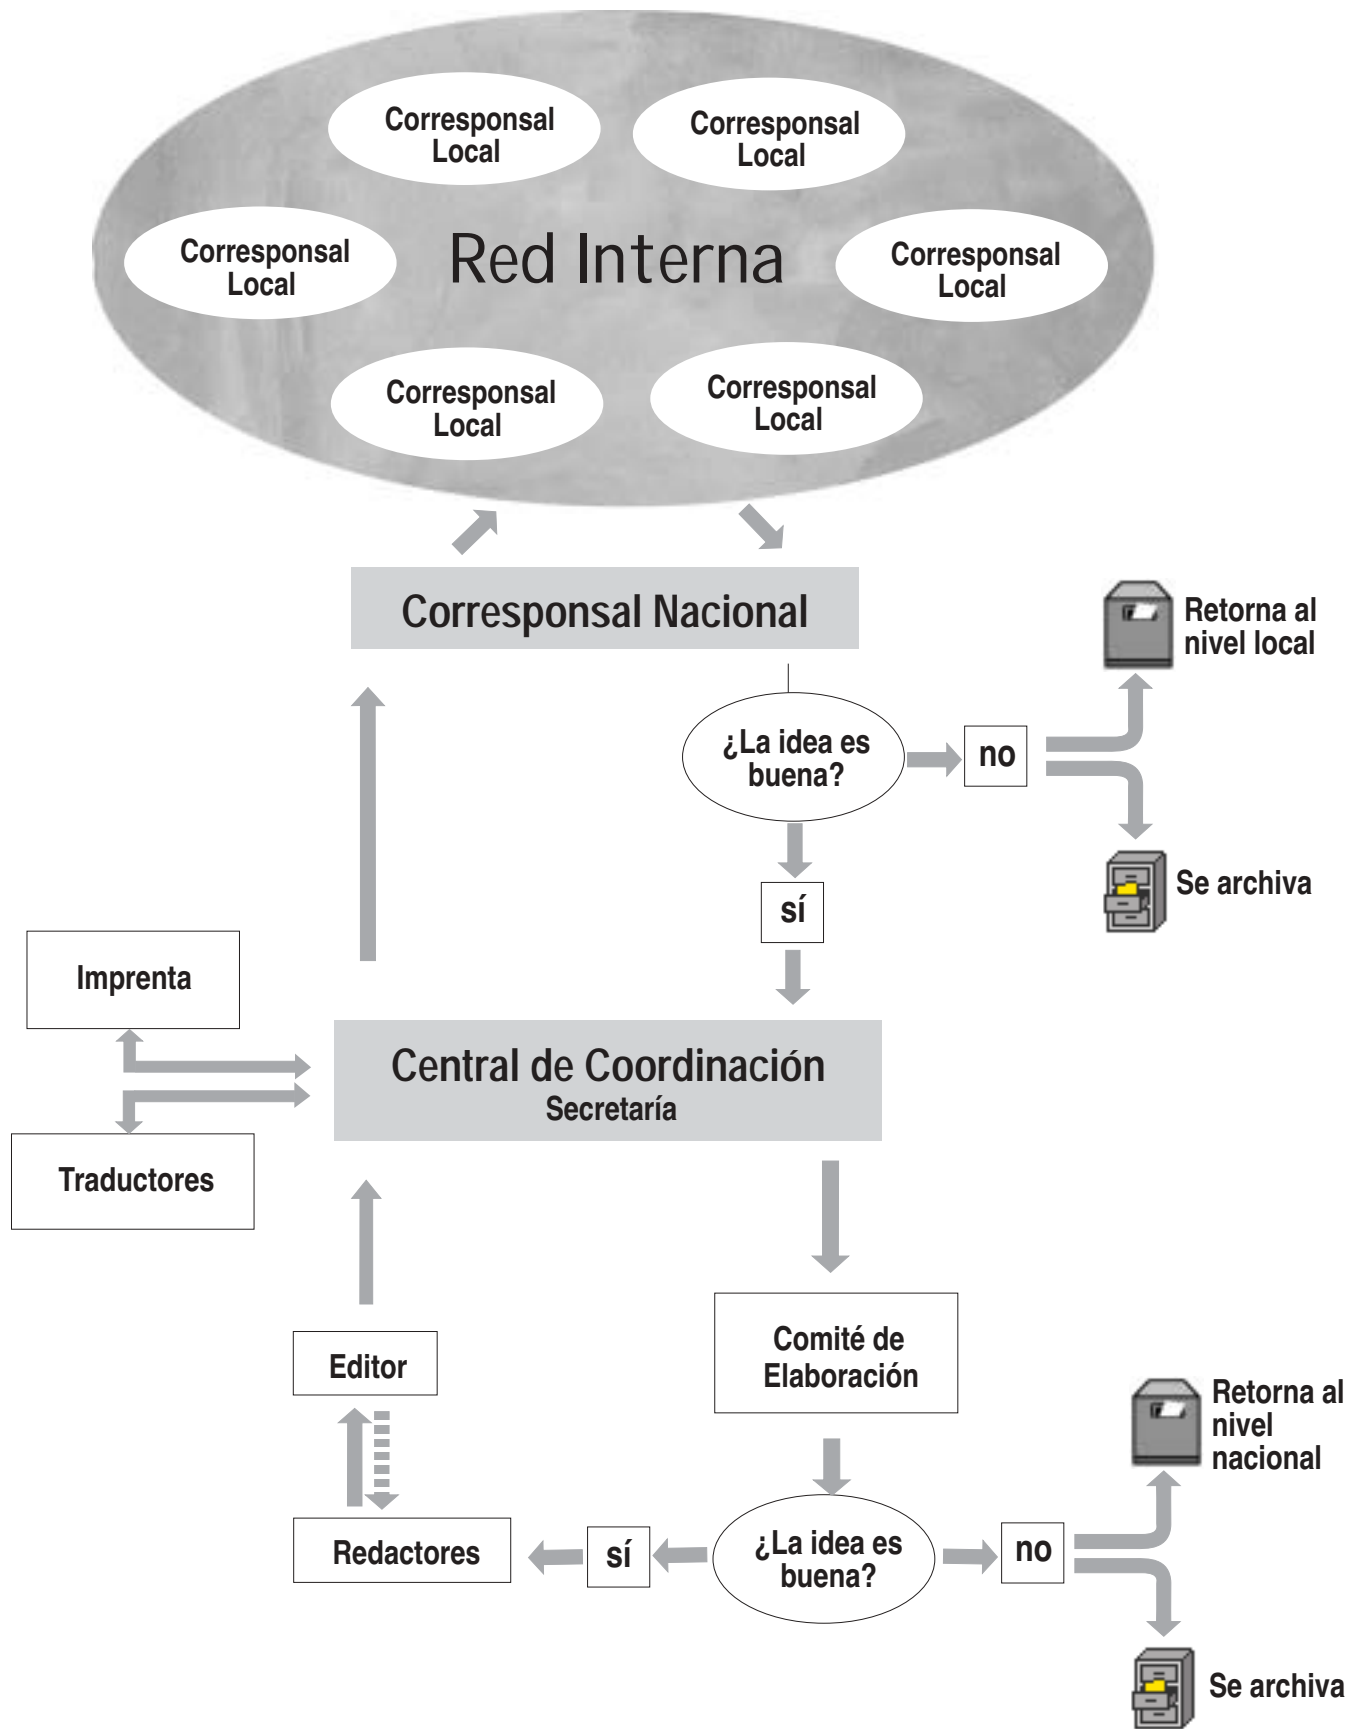 Corresponsal
Local
Corresponsal
Local
Corresponsal
Local
Red Interna
Corresponsal
Local
Corresponsal
Local
Corresponsal
Local
Corresponsal Nacional
Retorna al
nivel local
¿La idea es
buena?
no
Se archiva
sí
Imprenta
Central de Coordinación
Secretaría
Traductores
Comité de
Elaboración
Editor
Retorna al
nivel
nacional
Redactores
sí
¿La idea es
buena?
no
Se archiva